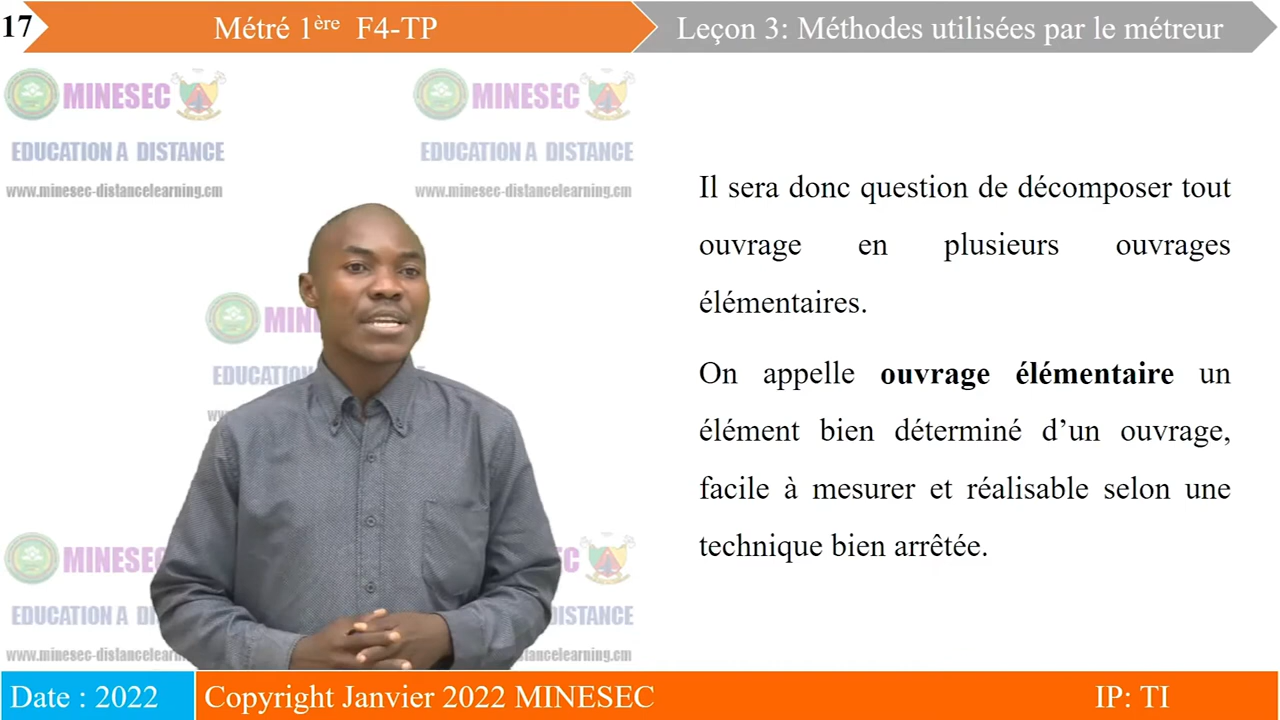 17
Métré 1ère F4-TP
Leçon 3: Méthodes utilisées par le métreur
MINESEC
EDUCATION A DISTANCE
www.minesec-distancelearning.cm
MINESEC
EDUCATION A DISTANCE
www.minesec-distancelearning.cm
Il sera donc question de décomposer tout
ouvrage en plusieurs ouvrages
élémentaires.
On appelle ouvrage élémentaire un
élément bien déterminé d’un ouvrage,
facile à mesurer et réalisable selon une
technique bien arrêtée.
Date : 2022
Copyright Janvier 2022 MINESEC
IP: TI